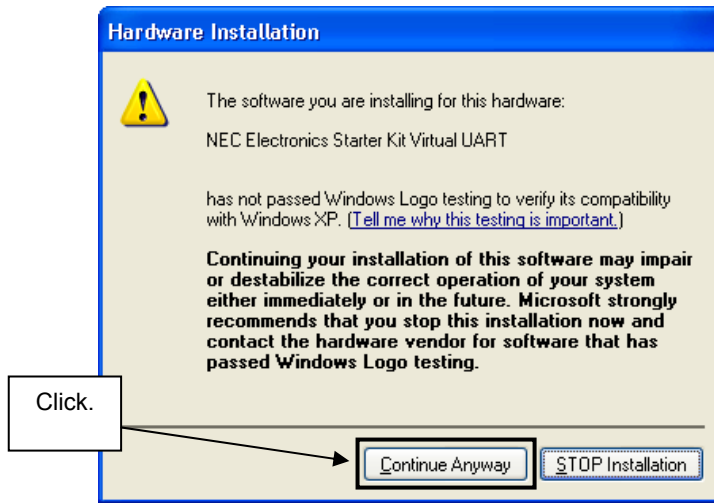 Hardware Installation
The software you are installing for this hardware:
NEC Electronics Starter Kit Virtual UART
has not passed Windows Logo testing to verify its compatibility
with Windows XP. (Tell me why this testing is important.)
Continuing your installation of this software may impair
or destabilize the correct operation of your system
either immediately or in the future. Microsoft strongly
recommends that you stop this installation now and
contact the hardware vendor for software that has
passed Windows Logo testing.
Click.
Continue Anyway
STOP Installation